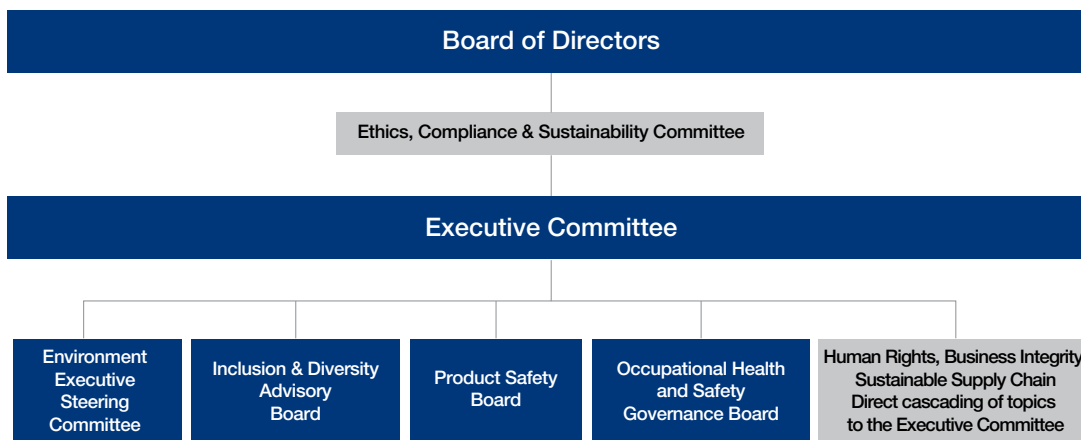 Board of Directors
Ethics, Compliance & Sustainability Committee
Executive Committee
Environment
Executive
Steering
Committee
Inclusion & Diversity
Advisory
Board
Product Safety
Board
Occupational Health
and Safety
Governance Board
Human Rights, Business Integrity
Sustainable Supply Chain
Direct cascading of topics
to the Executive Committee